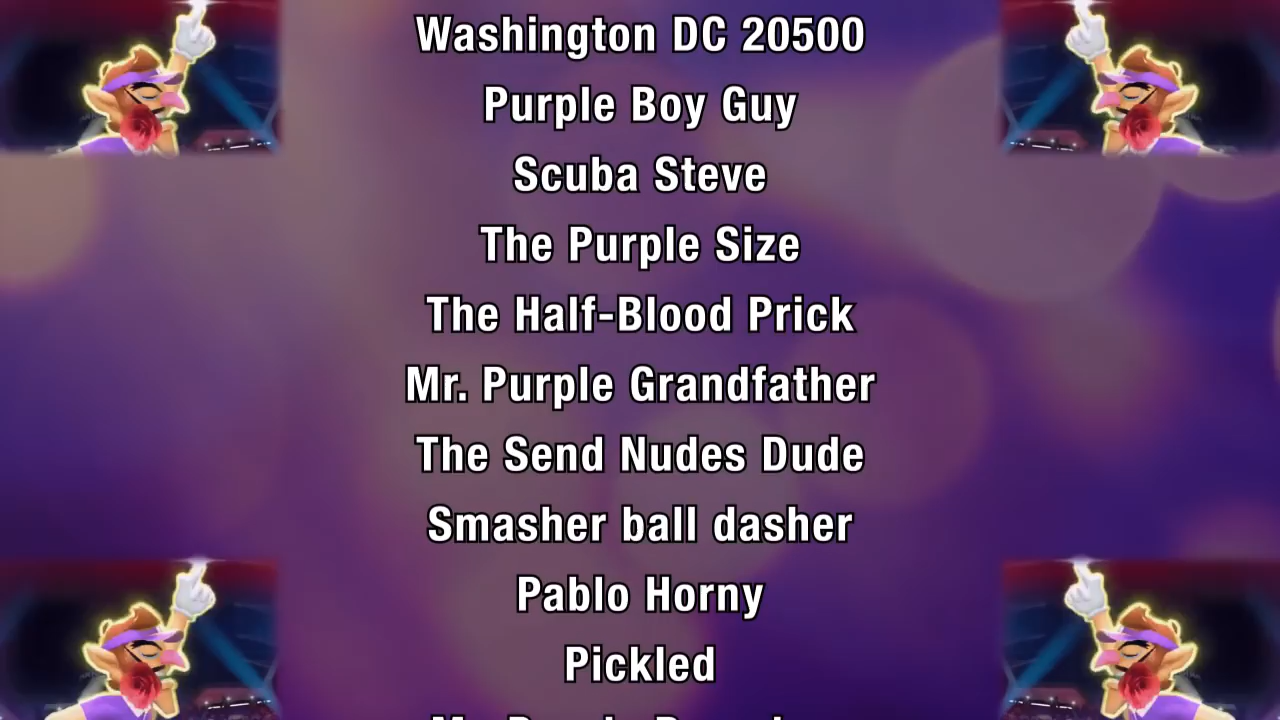 Washington DC 20500
Purple Boy Guy
Scuba Steve
The Purple Size
The Half-Blood Prick
Mr. Purple Grandfather
The Send Nudes Dude
Smasher ball dasher
Pablo Horny
Pickled